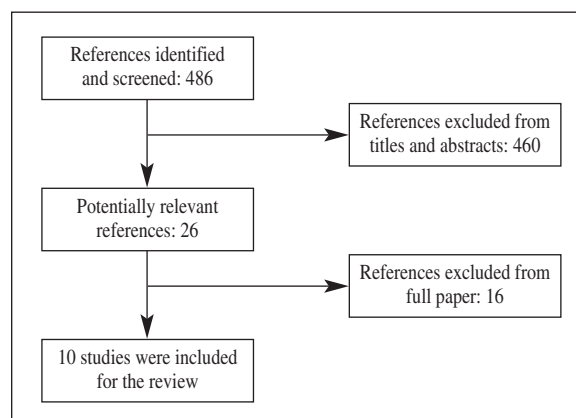 References identified
and screened: 486
References excluded from
titles and abstracts: 460
Potentially relevant
references: 26
References excluded from
full paper: 16
10 studies were included
for the review